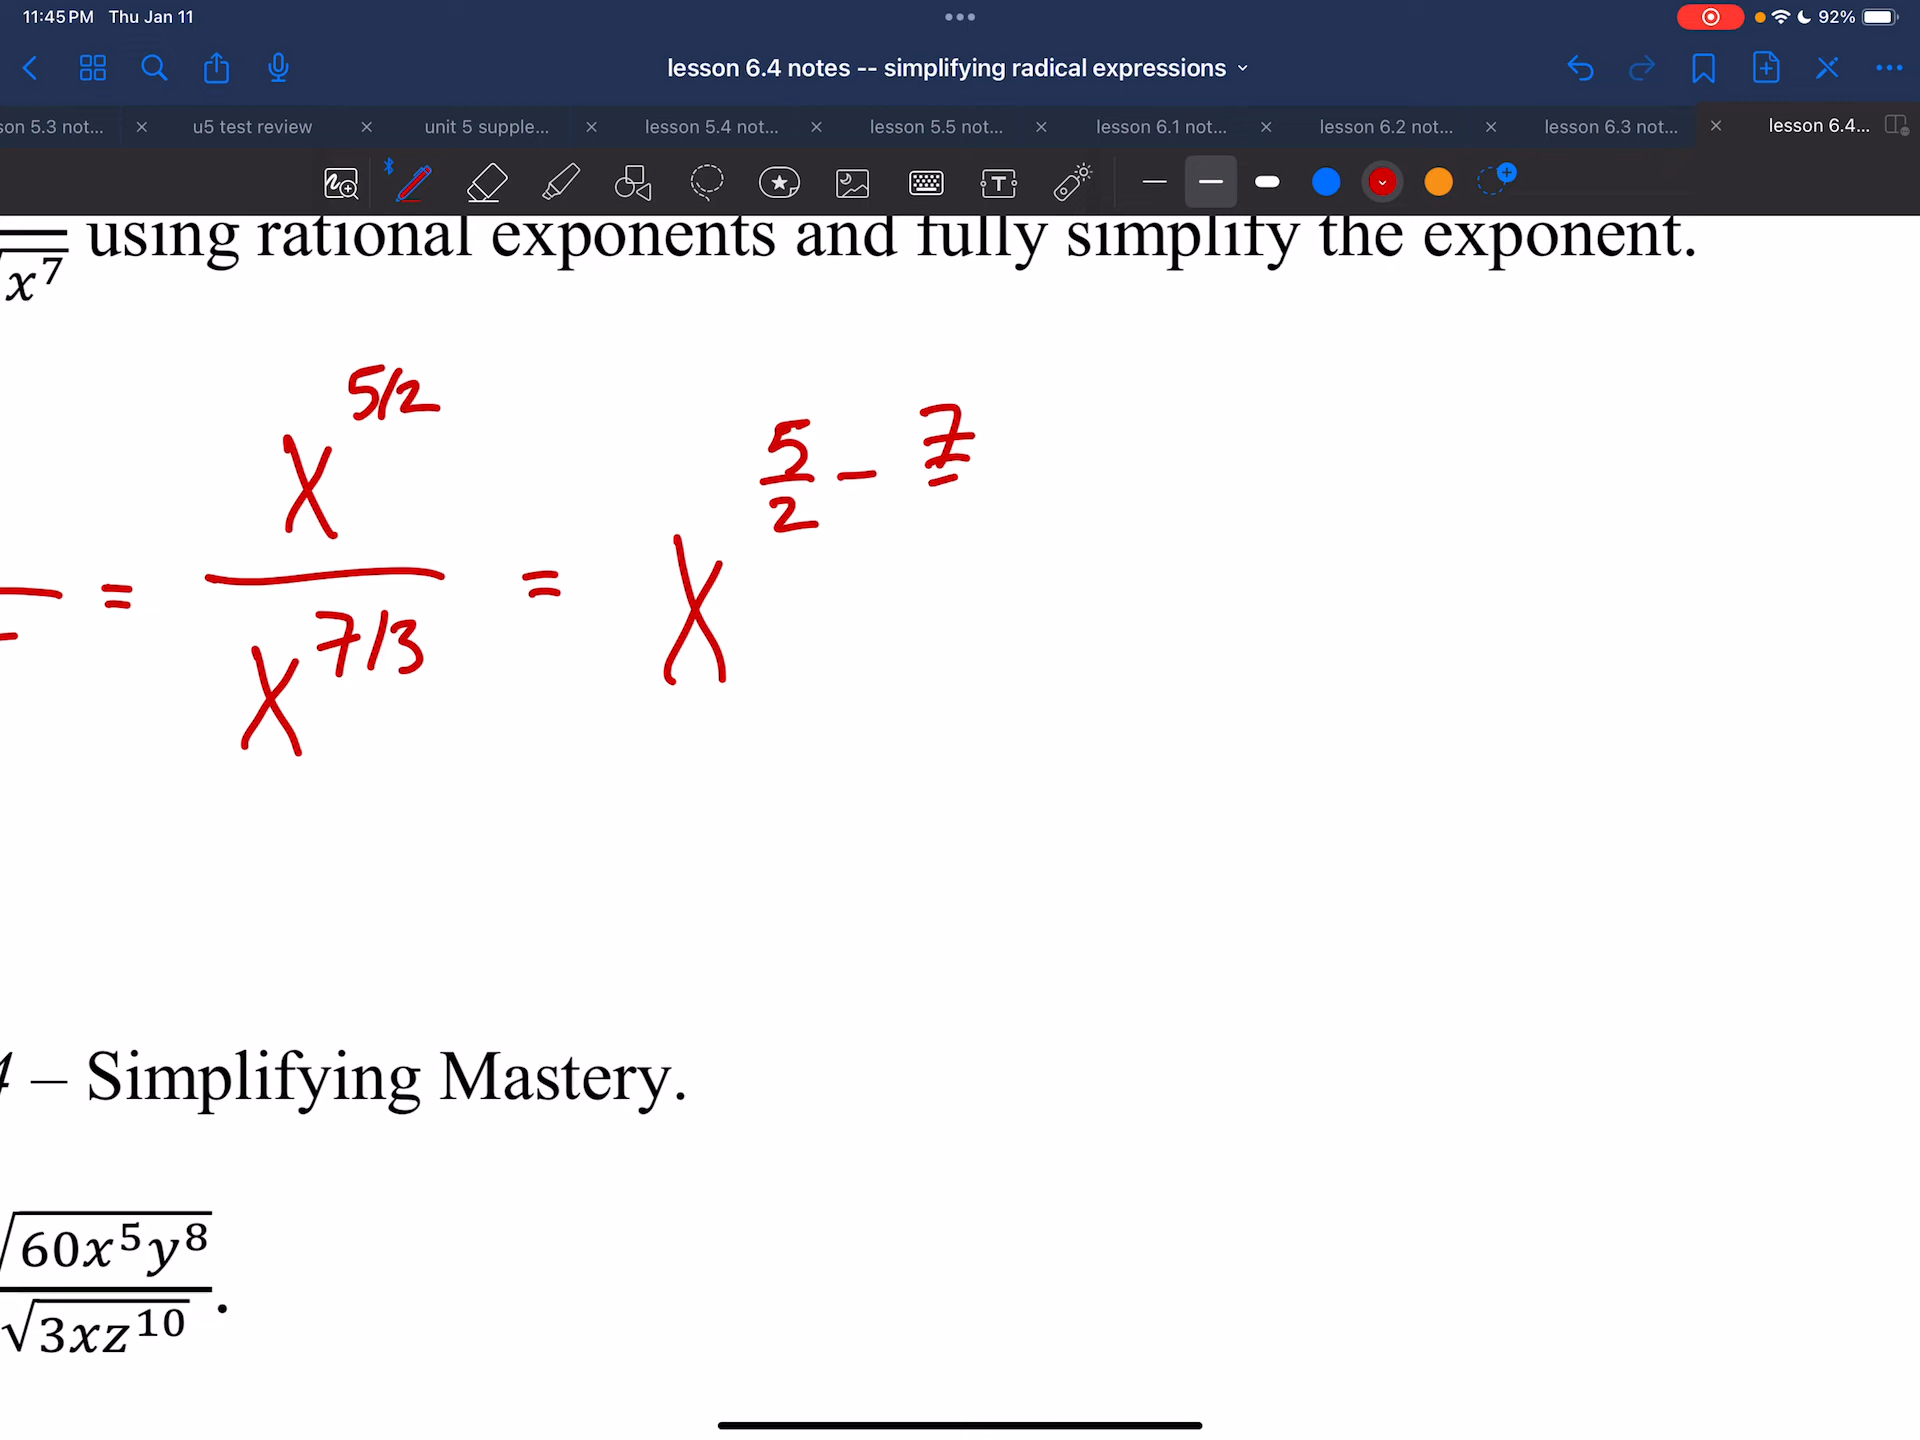 11:45 PM Thu Jan 11
92%
lesson 6.4 notes -- simplifying radical expressions
son 5.3 not... u5 test review unit 5 supple... lesson 5.4 not... lesson 5.5 not... lesson 6.1 not... lesson 6.2 not... lesson 6.3 not... lesson 6.4...
T
x^7 using rational exponents and fully simplify the exponent.
= x^{5/2} / x^{7/3} = x^{5/2 - 7}
4 – Simplifying Mastery.
√(60x^5y^8) / √(3xz^10).